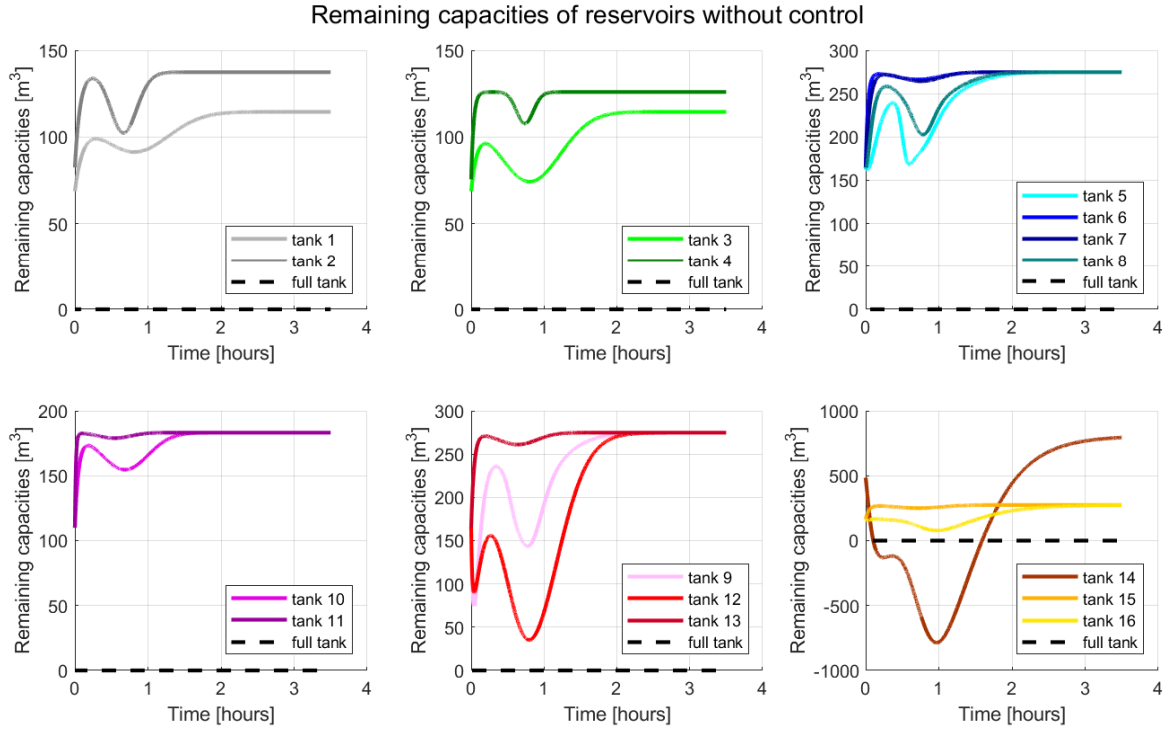 Remaining capacities of reservoirs without control
Remaining capacities [m³]
150
100
50
0
0 1 2 3 4
Time [hours]
tank 1
tank 2
full tank
Remaining capacities [m³]
150
100
50
0
0 1 2 3 4
Time [hours]
tank 3
tank 4
full tank
Remaining capacities [m³]
300
250
200
150
100
50
0
0 1 2 3 4
Time [hours]
tank 5
tank 6
tank 7
tank 8
full tank
Remaining capacities [m³]
200
150
100
50
0
0 1 2 3 4
Time [hours]
tank 10
tank 11
full tank
Remaining capacities [m³]
300
250
200
150
100
50
0
0 1 2 3 4
Time [hours]
tank 9
tank 12
tank 13
full tank
Remaining capacities [m³]
1000
500
0
-500
-1000
0 1 2 3 4
Time [hours]
tank 14
tank 15
tank 16
full tank